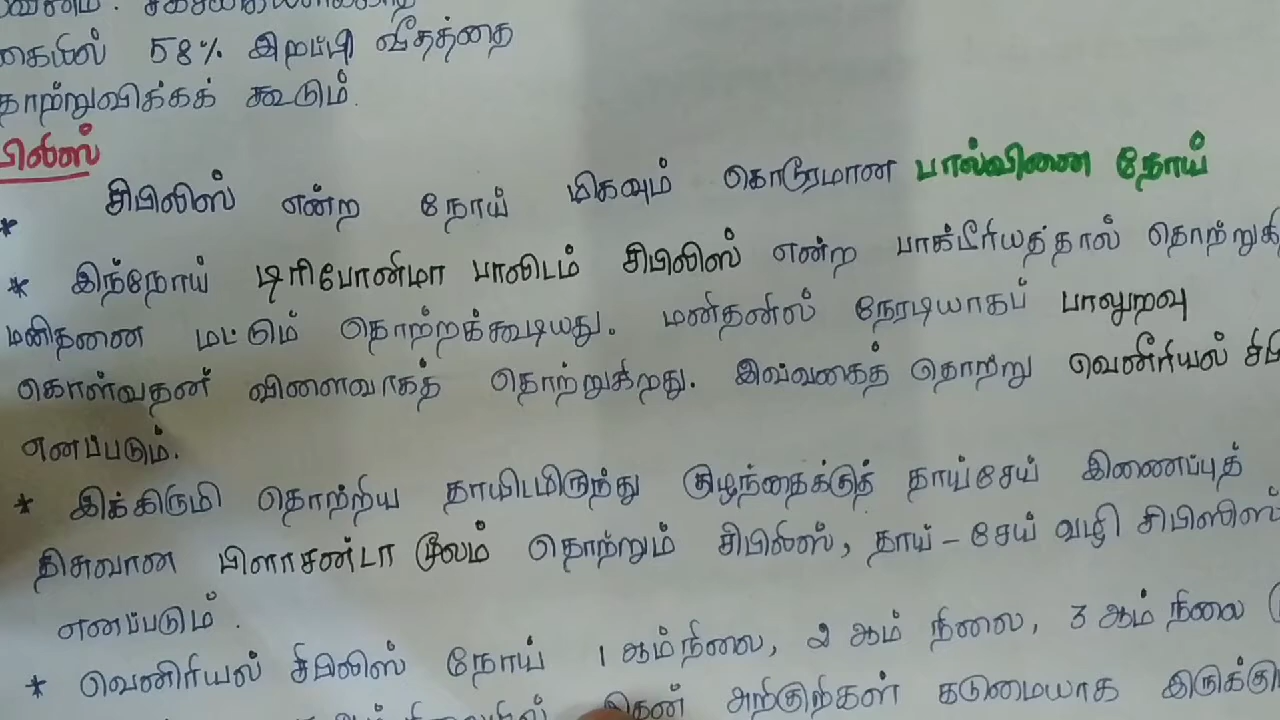 கையில் 58% இறப்பு வீதத்தை
தாற்றுவிக்கக் கூடும்.
பிலிஸ்
சிபிலிஸ் என்ற நோய் மிகவும் கொடூரமான பால்வினை நோய்
* இந்நோய் டிரிபோனிமா பாலிடம் சிபிலிஸ் என்ற பாக்டீரியத்தால் தொற்றுகி
மனிதனை மட்டும் தொற்றக்கூடியது. மனிதனில் நேரடியாகப் பாலுறவு
கொள்வதன் விளைவாகத் தொற்றுகிறது. இவ்வகைத் தொற்று வெனீரியல் சிபி
எனப்படும்.
* இக்கிருமி தொற்றிய தாயிடமிருந்து குழந்தைக்குத் தாய்சேய் இணைப்புத்
திசுவான பிளாசண்டா மூலம் தொற்றும் சிபிலிஸ், தாய் - சேய் வழி சிபிலிஸ்
எனப்படும்.
* வெனிரியல் சிபிலிஸ் நோய் 1 ஆம்நிலை, 2 ஆம் நிலை, 3 ஆம் நிலை
அறிகுறிகள் கடுமையாக இருக்கு